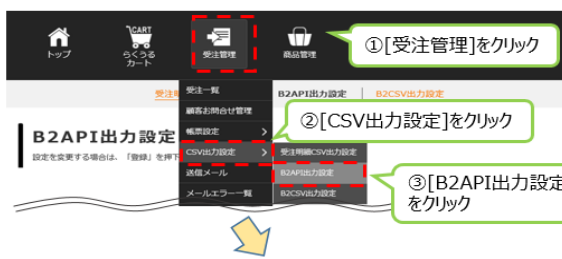 トップ
CART
らくうる
カート
受注管理
商品管理
①[受注管理]をクリック
受注明
B2API出力設定
B2CSV出力設定
受注一覧
顧客お問合せ管理
帳票設定
CSV出力設定
送信メール
メールエラー一覧
②[CSV出力設定]をクリック
受注明細CSV出力設定
B2API出力設定
B2CSV出力設定
B2API出力設定
設定を変更する場合は、「登録」を押下
③[B2API出力設定
をクリック